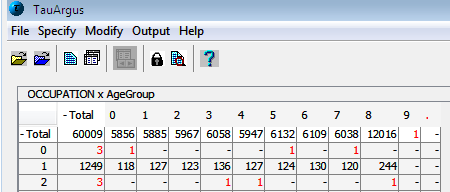 TauArgus
File Specify Modify Output Help
?
OCCUPATION x AgeGroup
- Total 0 1 2 3 4 5 6 7 8 9 .
- Total 60009 5856 5885 5967 6058 5947 6132 6109 6038 12016 1 -
0 3 1 - - - - 1 - 1 - - -
1 1249 118 127 123 136 127 124 130 120 244 - -
2 3 - - - 1 1 - - - 1 - -